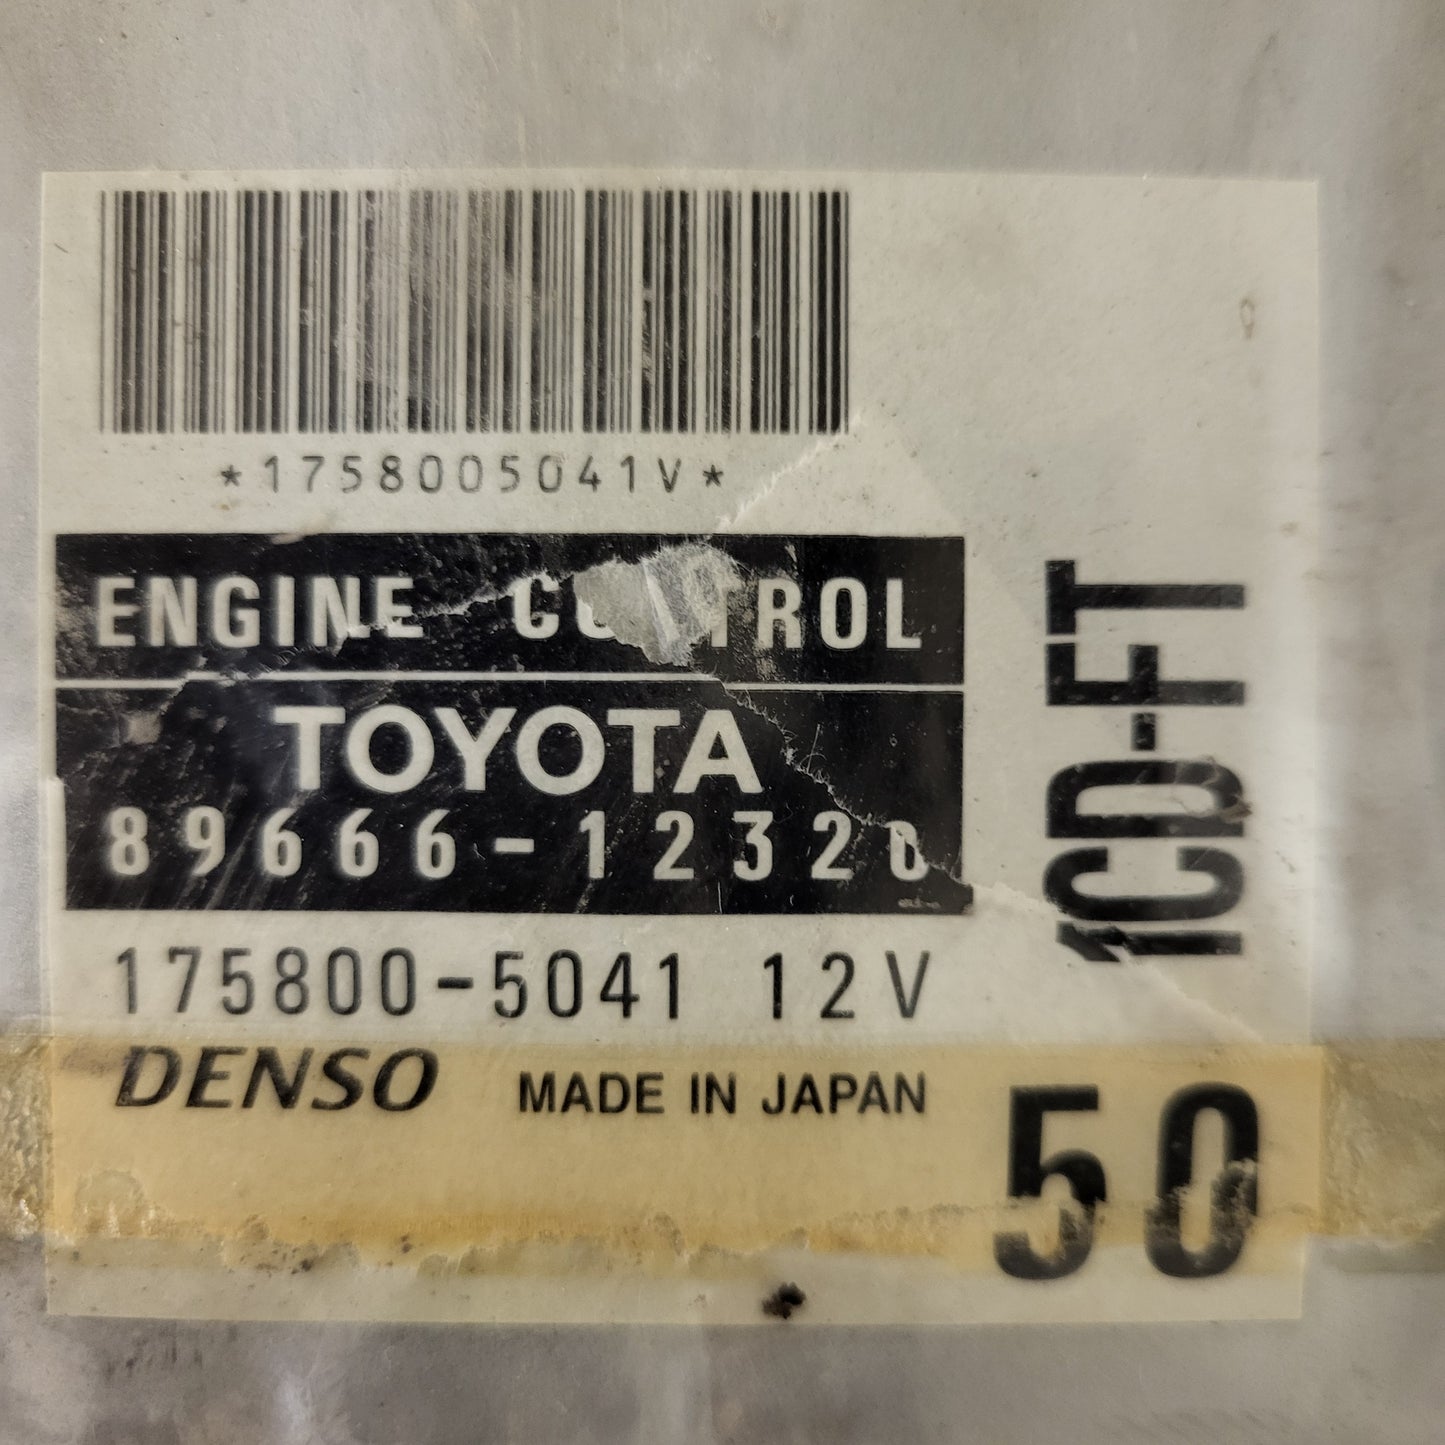 *1758005041V*
ENGINE CONTROL
TOYOTA
89666-12320
175800-5041 12V
DENSO MADE IN JAPAN
1CD-FT
50